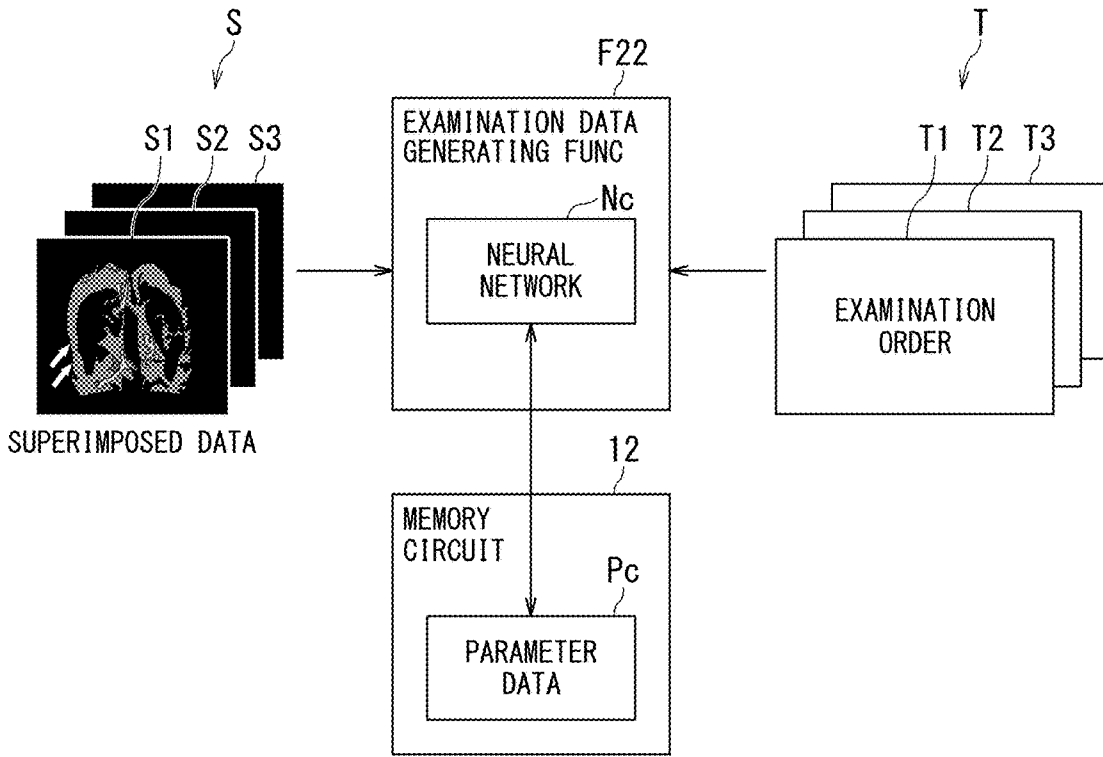 S
T
F22
S1
S2
S3
EXAMINATION DATA
GENERATING FUNC
T1
T2
T3
Nc
NEURAL
NETWORK
EXAMINATION
ORDER
SUPERIMPOSED DATA
12
MEMORY
CIRCUIT
Pc
PARAMETER
DATA